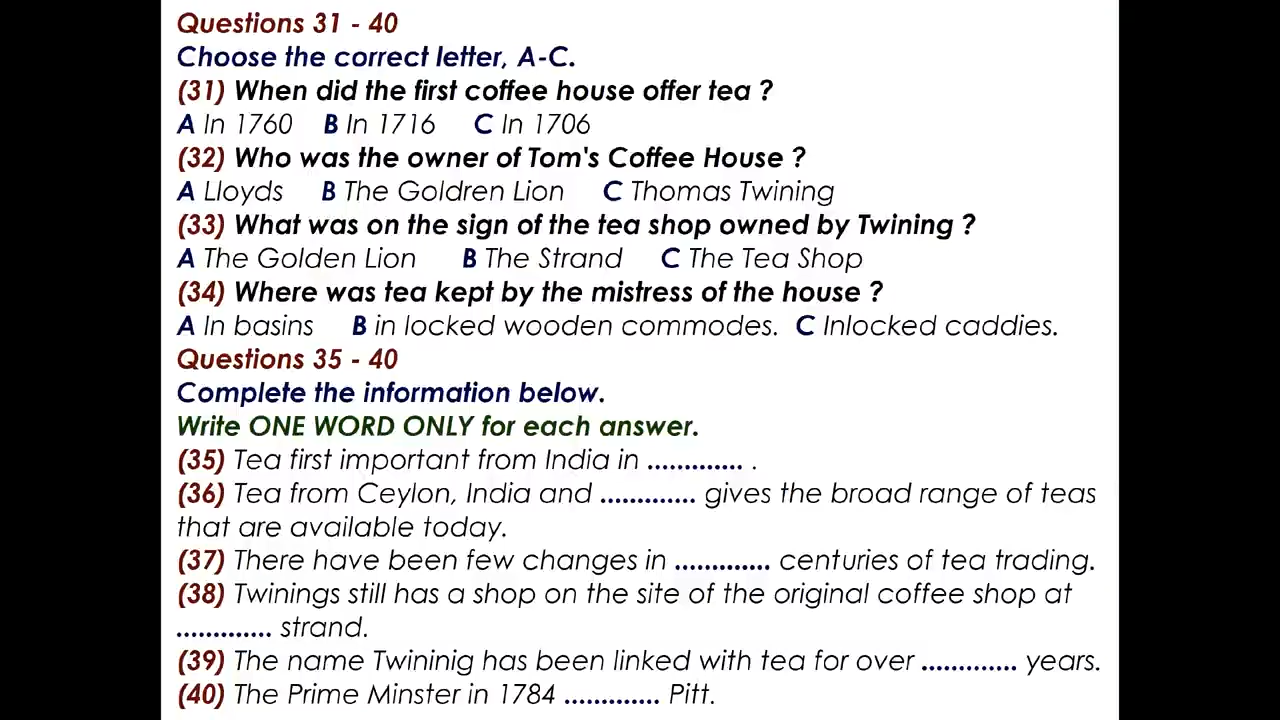 Questions 31 - 40
Choose the correct letter, A-C.
(31) When did the first coffee house offer tea ?
A In 1760 B In 1716 C In 1706
(32) Who was the owner of Tom's Coffee House ?
A Lloyds B The Goldren Lion C Thomas Twining
(33) What was on the sign of the tea shop owned by Twining ?
A The Golden Lion B The Strand C The Tea Shop
(34) Where was tea kept by the mistress of the house ?
A In basins B in locked wooden commodes. C Inlocked caddies.
Questions 35 - 40
Complete the information below.
Write ONE WORD ONLY for each answer.
(35) Tea first important from India in ............. .
(36) Tea from Ceylon, India and ............. gives the broad range of teas
that are available today.
(37) There have been few changes in ............. centuries of tea trading.
(38) Twinings still has a shop on the site of the original coffee shop at
............. strand.
(39) The name Twininig has been linked with tea for over ............. years.
(40) The Prime Minster in 1784 ............. Pitt.